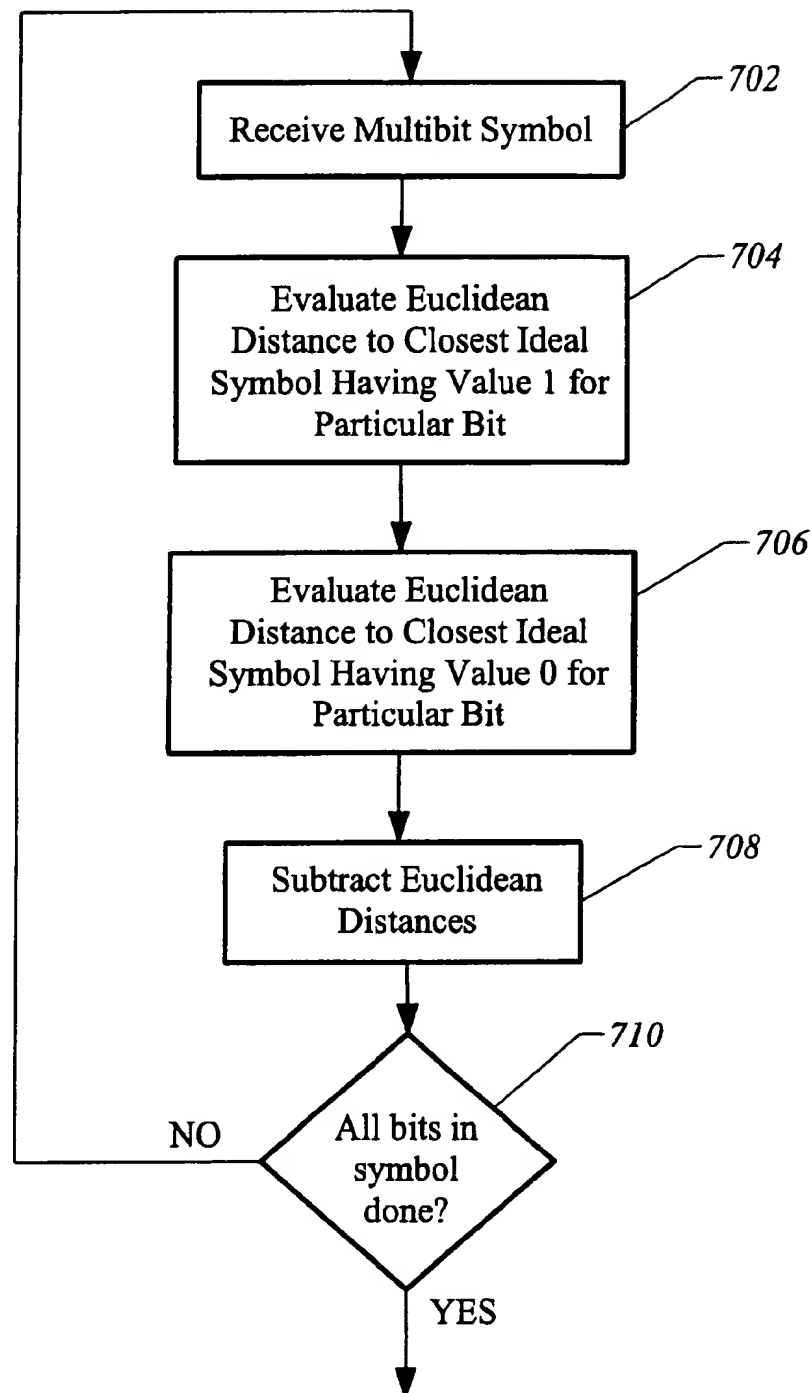 702
Receive Multibit Symbol
704
Evaluate Euclidean
Distance to Closest Ideal
Symbol Having Value 1 for
Particular Bit
706
Evaluate Euclidean
Distance to Closest Ideal
Symbol Having Value 0 for
Particular Bit
708
Subtract Euclidean
Distances
710
NO
All bits in
symbol
done?
YES